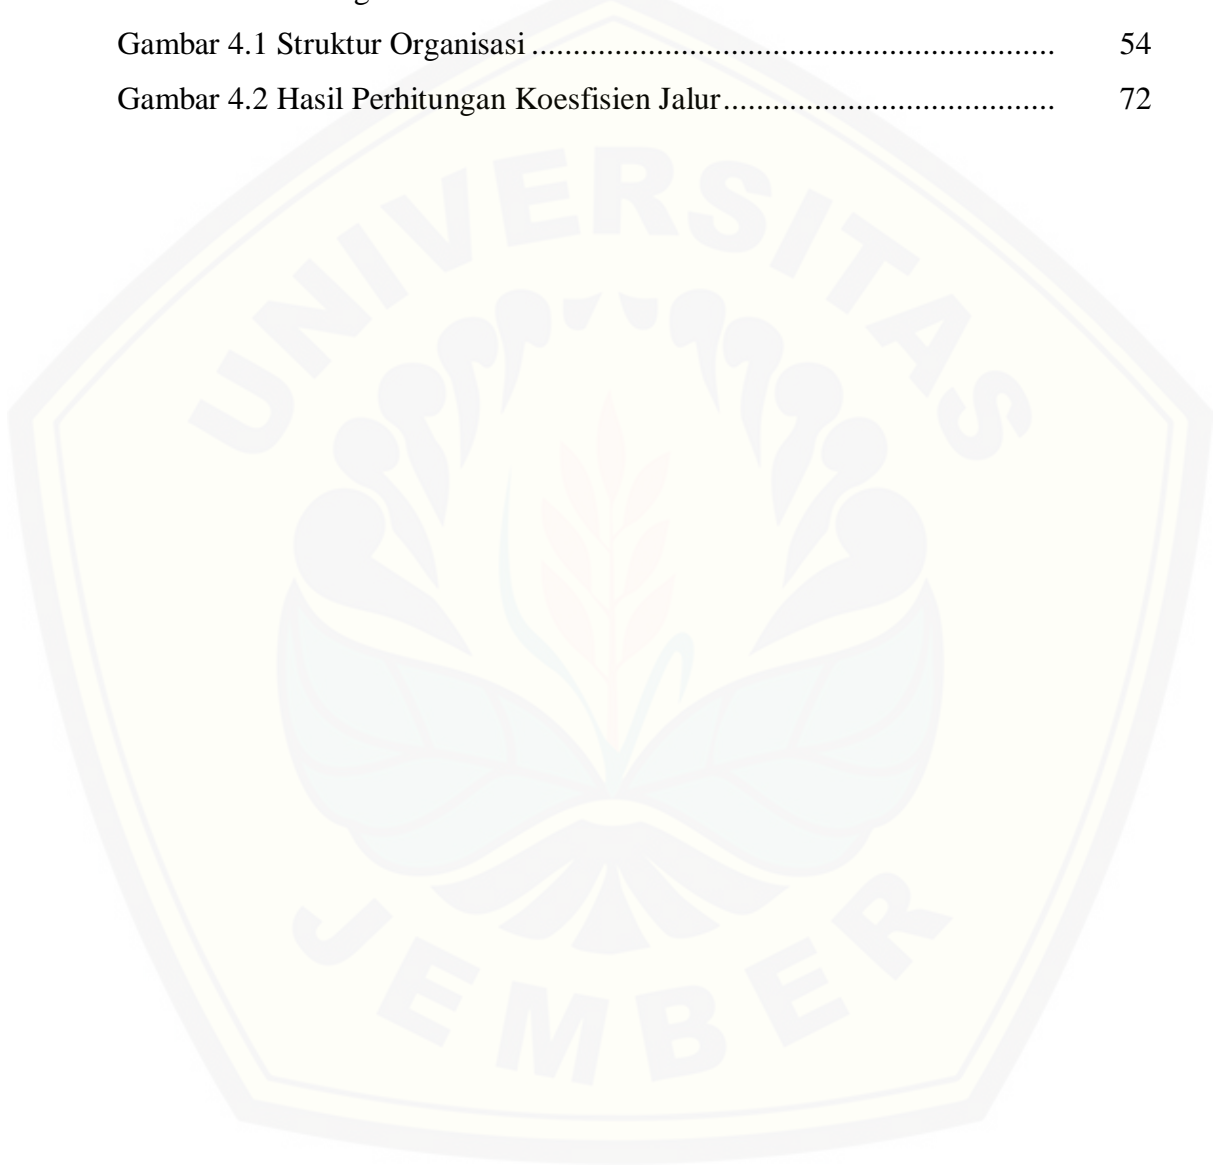 Gambar 4.1 Struktur Organisasi ................................................................ 54
Gambar 4.2 Hasil Perhitungan Koesfisien Jalur........................................ 72
UNIVERSITAS
JEMBER